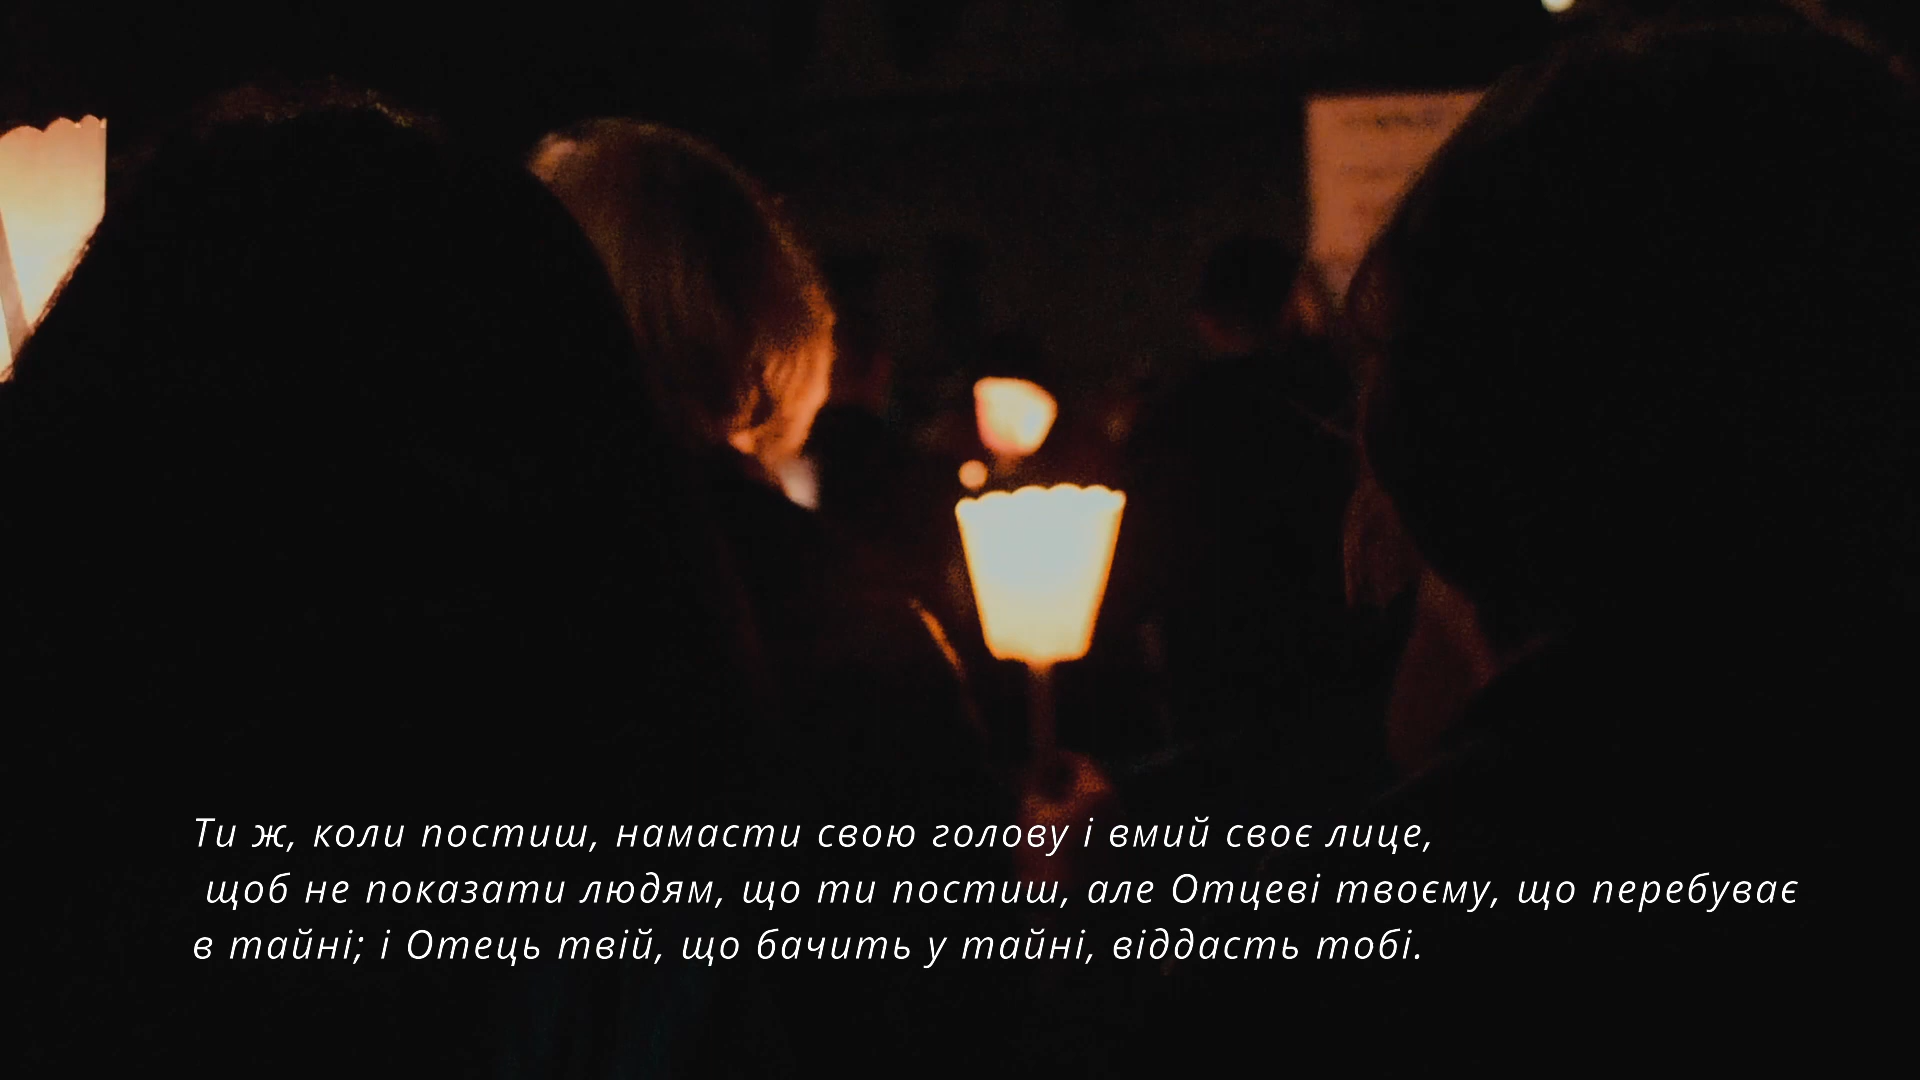 Ти ж, коли постиш, намасти свою голову і вмий своє лице,
щоб не показати людям, що ти постиш, але Отцеві твоєму, що перебуває
в тайні; і Отець твій, що бачить у тайні, віддасть тобі.